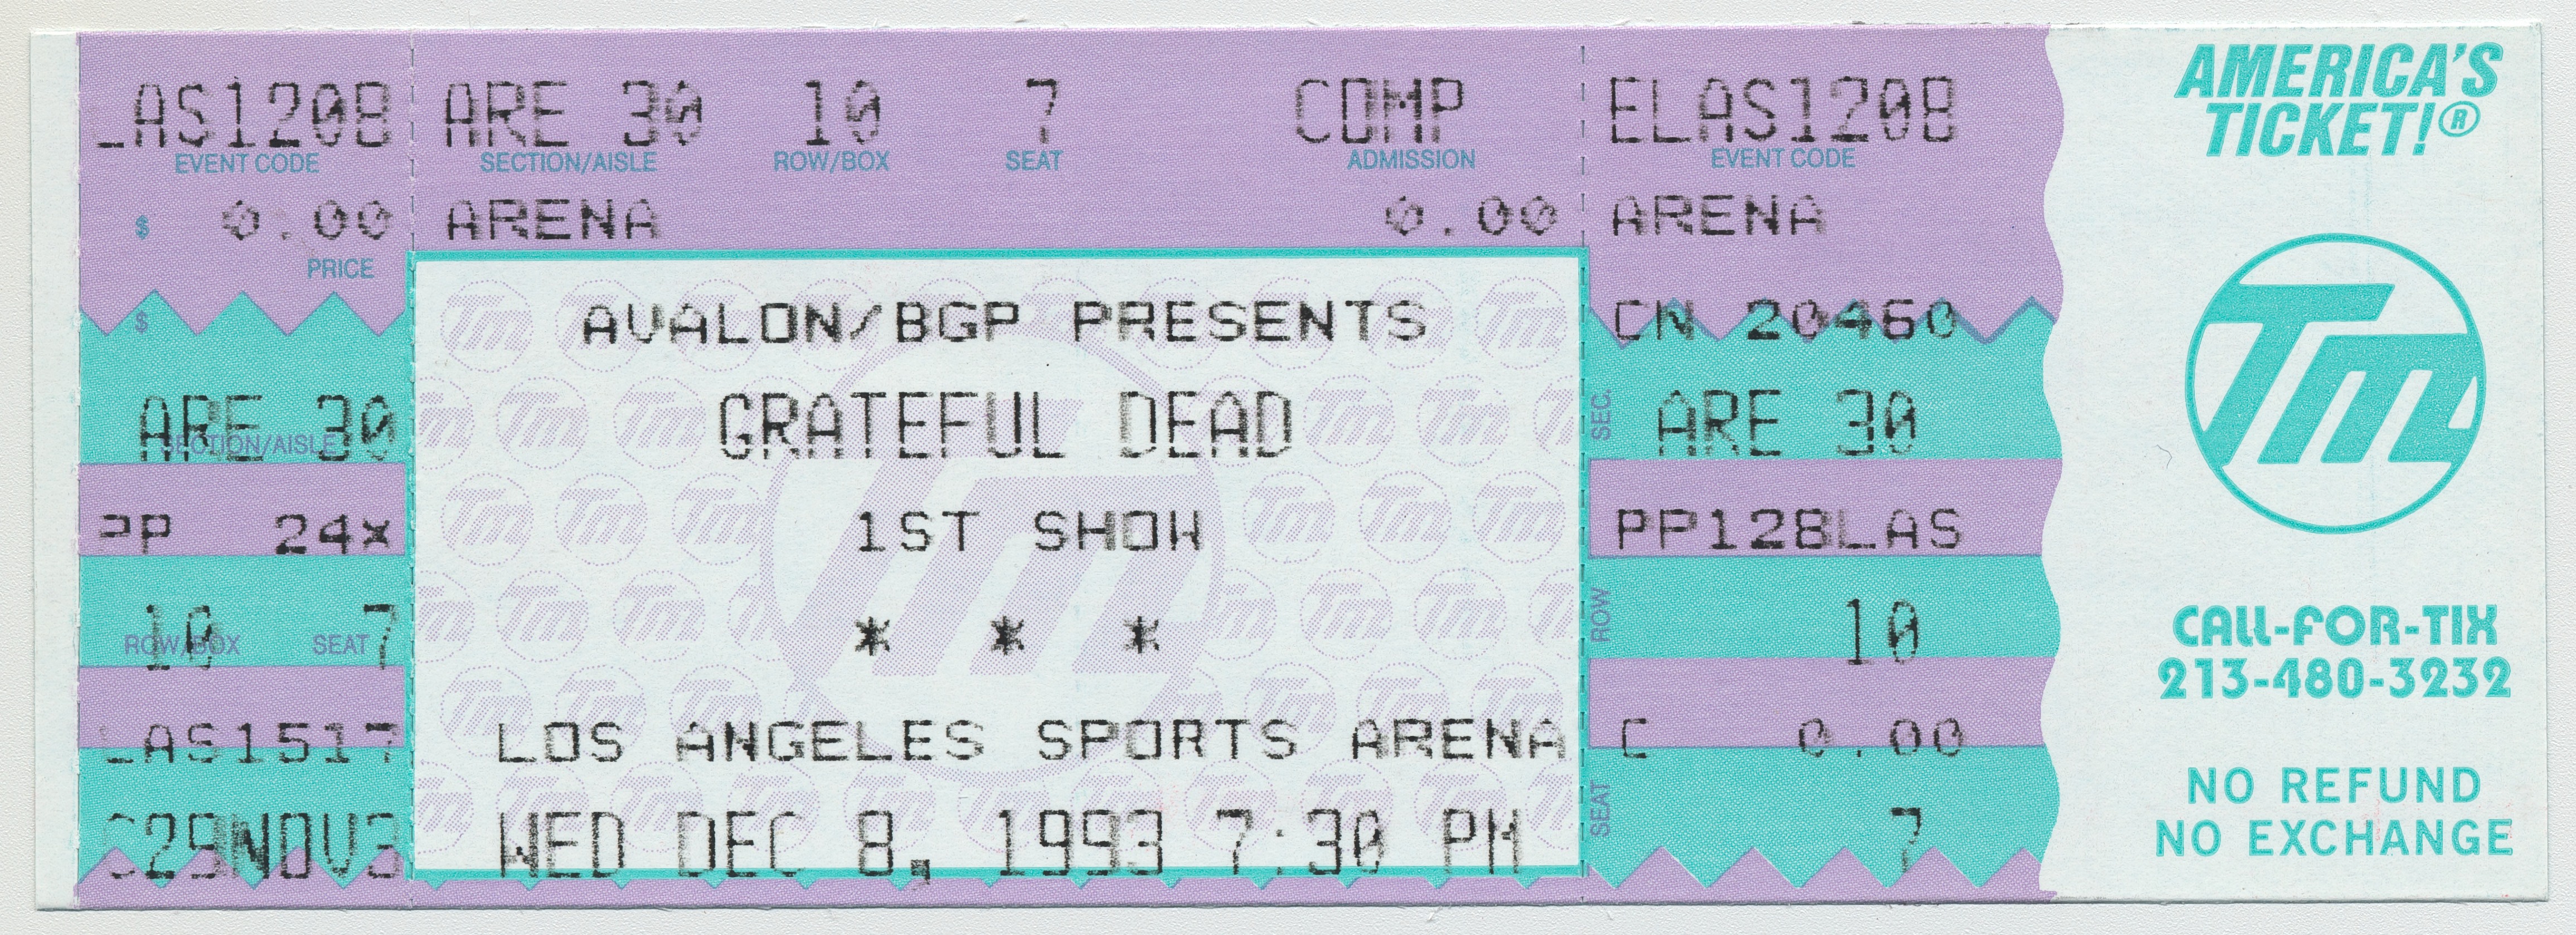 LAS120B
EVENT CODE
$ 0.00
PRICE
$
ARE 30
SECTION/AISLE
PP 24x
10 7
ROW/BOX SEAT
LAS1517
C29NOV3
ARE 30 10 7 COMP
SECTION/AISLE ROW/BOX SEAT ADMISSION
ARENA 0.00
AVALON/BGP PRESENTS
GRATEFUL DEAD
1ST SHOW
* * *
LOS ANGELES SPORTS ARENA
WED DEC 8, 1993 7:30 PM
ELAS120B
EVENT CODE
ARENA
CN 20460
SEC. ARE 30
PP12BLAS
ROW 10
C 0.00
SEAT 7
AMERICA'S
TICKET!®
TM
CALL-FOR-TIX
213-480-3232
NO REFUND
NO EXCHANGE